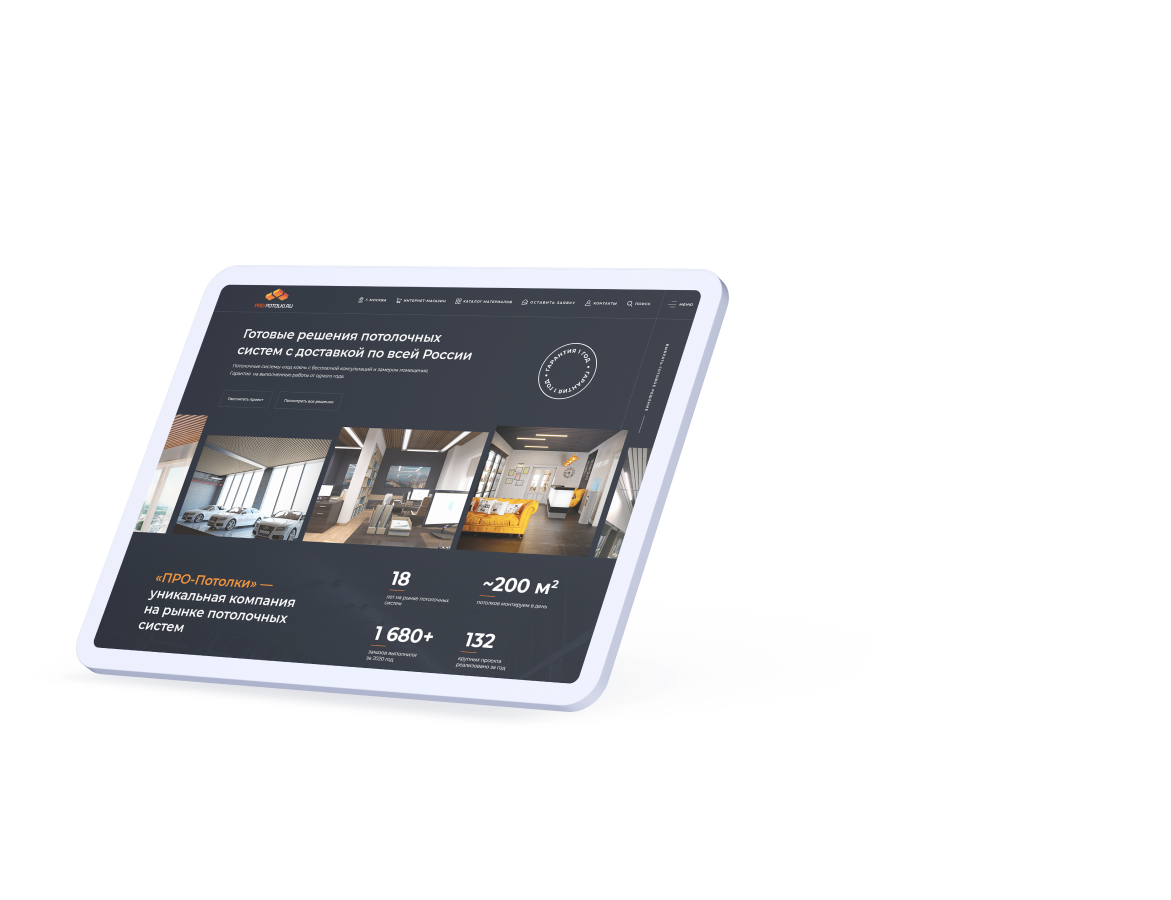 PRO-POTOLKI.RU
Г. МОСКВА
ИНТЕРНЕТ-МАГАЗИН
КАТАЛОГ МАТЕРИАЛОВ
ОСТАВИТЬ ЗАЯВКУ
КОНТАКТЫ
ПОИСК
МЕНЮ
Готовые решения потолочных
систем с доставкой по всей России
Потолочные системы «под ключ» с бесплатной консультацией и замером помещения.
Гарантия на выполненные работы от одного года.
Посмотреть все решения
ГАРАНТИЯ 1 ГОД • ГАРАНТИЯ 1 ГОД •
«ПРО-Потолки» —
уникальная компания
на рынке потолочных
систем
18
лет на рынке потолочных
систем
~200 м²
потолков монтируем в день
1 680+
заказов выполнили
за 2020 год
132
крупных проекта
реализовано за год